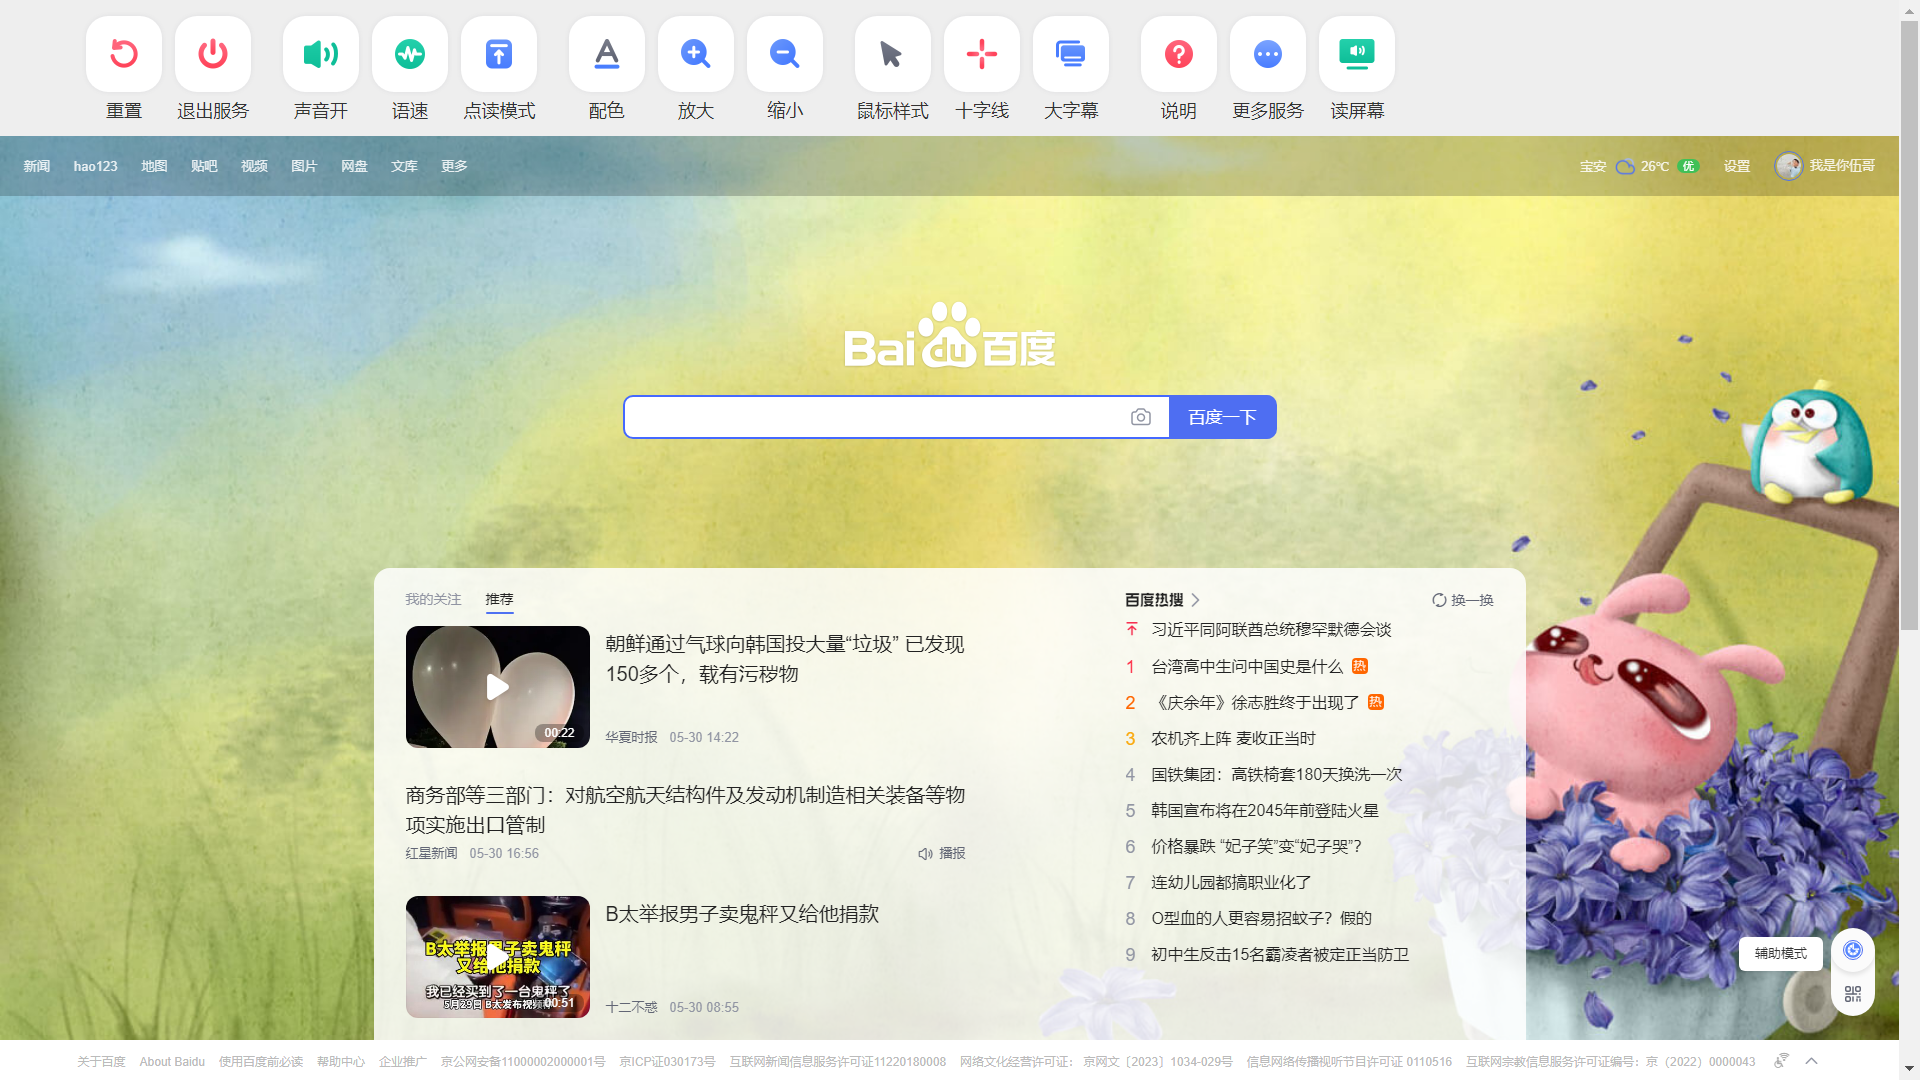 重置 退出服务 声音开 语速 点读模式 配色 放大 缩小 鼠标样式 十字线 大字幕 说明 更多服务 读屏幕
新闻 hao123 地图 贴吧 视频 图片 网盘 文库 更多 宝安 26℃ 优 设置 我是你伍哥
Bai du 百度
百度一下
我的关注 推荐
朝鲜通过气球向韩国投大量“垃圾” 已发现
150多个，载有污秽物
00:22
华夏时报 05-30 14:22
商务部等三部门：对航空航天结构件及发动机制造相关装备等物
项实施出口管制
红星新闻 05-30 16:56 播报
B太举报男子卖鬼秤又给他捐款
B太举报男子卖鬼秤
又给他捐款
我已经买到了一台鬼秤了
00:51
十二不惑 05-30 08:55
百度热搜 换一换
习近平同阿联酋总统穆罕默德会谈
1 台湾高中生问中国史是什么 热
2 《庆余年》徐志胜终于出现了 热
3 农机齐上阵 麦收正当时
4 国铁集团：高铁椅套180天换洗一次
5 韩国宣布将在2045年前登陆火星
6 价格暴跌 “妃子笑”变“妃子哭”？
7 连幼儿园都搞职业化了
8 O型血的人更容易招蚊子？假的
9 初中生反击15名霸凌者被定正当防卫
辅助模式
关于百度 About Baidu 使用百度前必读 帮助中心 企业推广 京公网安备11000002000001号 京ICP证030173号 互联网新闻信息服务许可证11220180008 网络文化经营许可证： 京网文〔2023〕1034-029号 信息网络传播视听节目许可证 0110516 互联网宗教信息服务许可证编号：京（2022）0000043